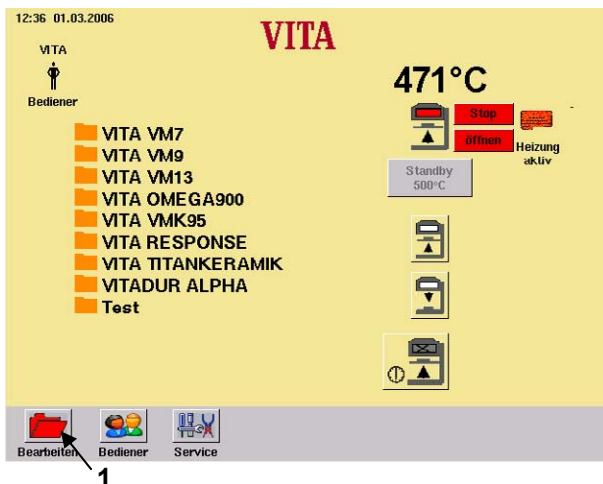 12:36 01.03.2006
VITA
VITA
Bediener
471°C
Stop
öffnen
Heizung
aktiv
Standby
500°C
VITA VM7
VITA VM9
VITA VM13
VITA OMEGA900
VITA VMK95
VITA RESPONSE
VITA TITANKERAMIK
VITADUR ALPHA
Test
Bearbeiten
Bediener
Service
1